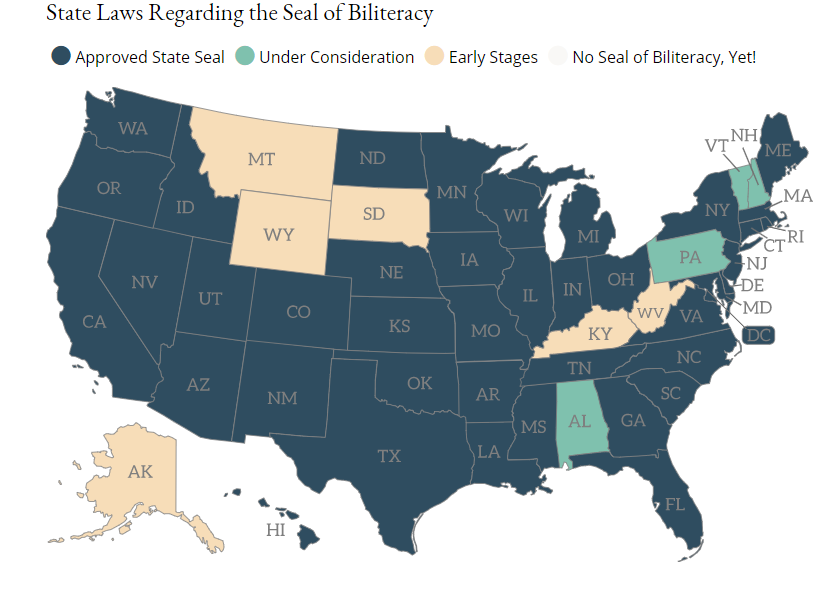 State Laws Regarding the Seal of Biliteracy
Approved State Seal Under Consideration Early Stages No Seal of Biliteracy, Yet!
WA
MT
ND
MN
VT
NH
ME
OR
ID
SD
WI
MI
NY
MA
WY
IA
NE
PA
RI
CT
NJ
NV
UT
CO
IL
IN
OH
DE
MD
CA
KS
MO
KY
WV
VA
DC
AZ
NM
OK
AR
TN
NC
SC
TX
LA
MS
AL
GA
AK
FL
HI